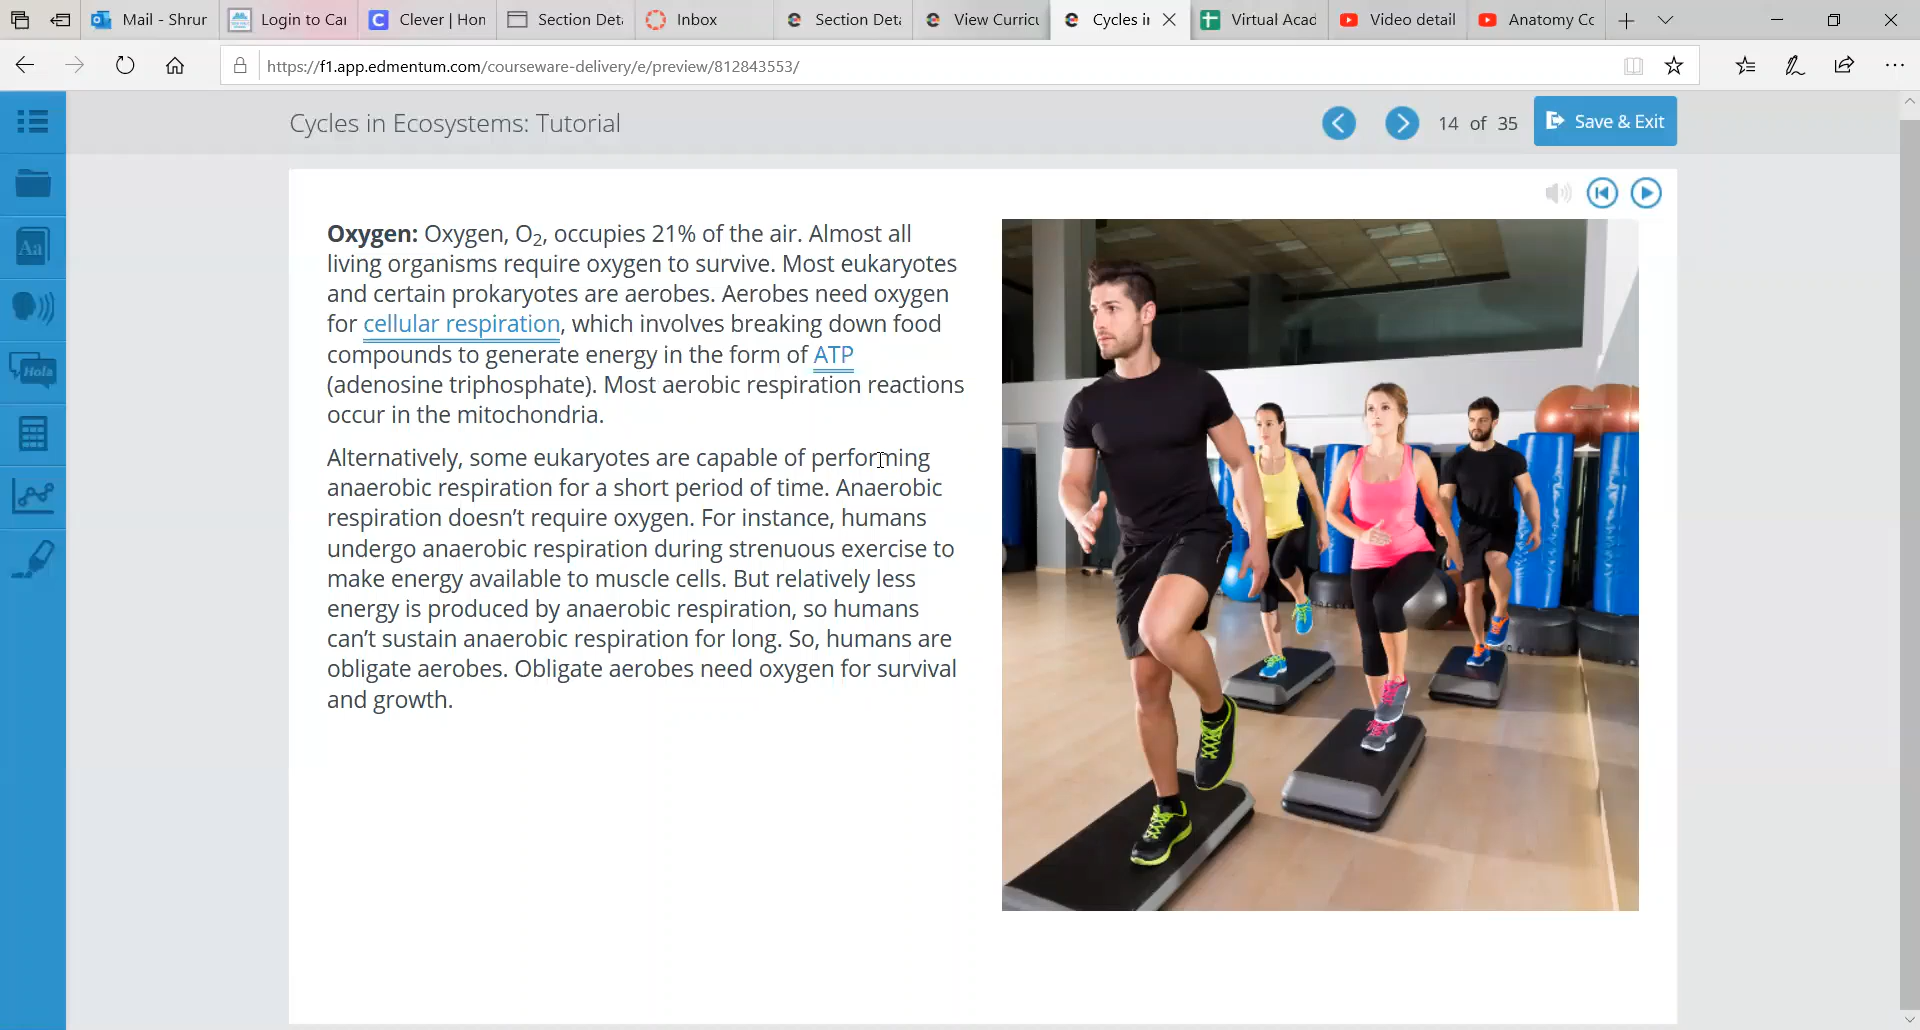 Mail - Shrur
Login to Car
Clever | Hon
Section Deta
Inbox
Section Deta
View Curricu
Cycles in
Virtual Acad
Video detail
Anatomy Cc
https://f1.app.edmentum.com/courseware-delivery/e/preview/812843553/
Cycles in Ecosystems: Tutorial
14 of 35
Save & Exit
Aa
Hola
Oxygen: Oxygen, O₂, occupies 21% of the air. Almost all
living organisms require oxygen to survive. Most eukaryotes
and certain prokaryotes are aerobes. Aerobes need oxygen
for cellular respiration, which involves breaking down food
compounds to generate energy in the form of ATP
(adenosine triphosphate). Most aerobic respiration reactions
occur in the mitochondria.
Alternatively, some eukaryotes are capable of performing
anaerobic respiration for a short period of time. Anaerobic
respiration doesn’t require oxygen. For instance, humans
undergo anaerobic respiration during strenuous exercise to
make energy available to muscle cells. But relatively less
energy is produced by anaerobic respiration, so humans
can’t sustain anaerobic respiration for long. So, humans are
obligate aerobes. Obligate aerobes need oxygen for survival
and growth.